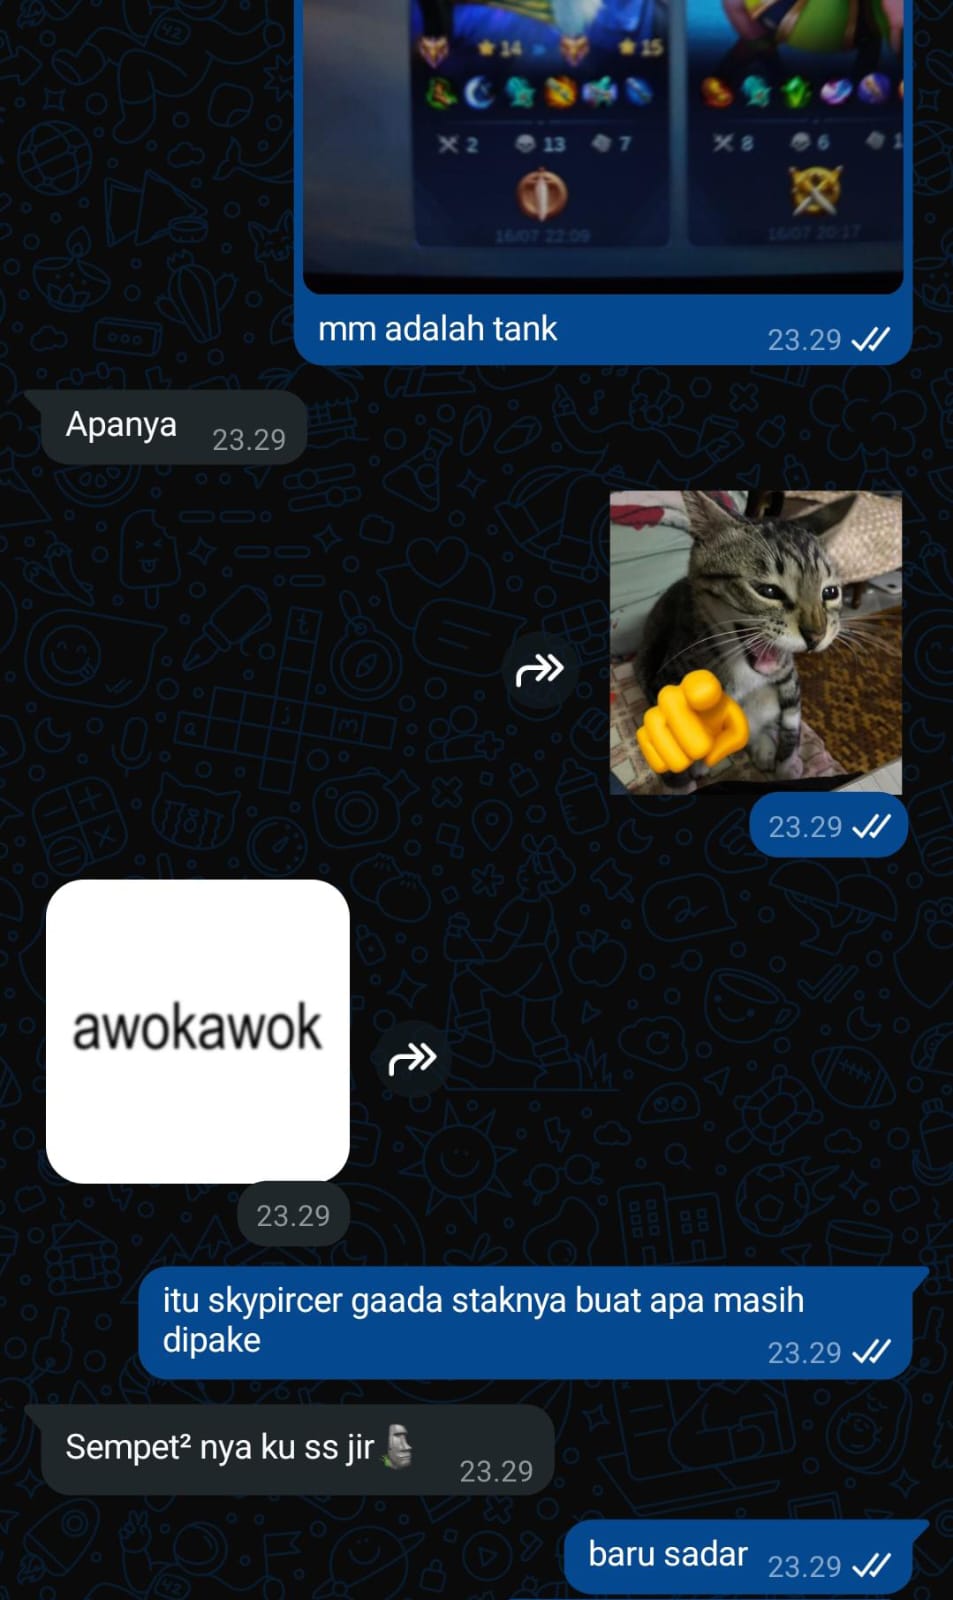 14 15
2 13 7
8 6 1
16/07 22:09
16/07 20:17
mm adalah tank
23.29
Apanya
23.29
23.29
awokawok
23.29
itu skypircer gaada staknya buat apa masih
dipake
23.29
Sempet² nya ku ss jir🗿
23.29
baru sadar
23.29